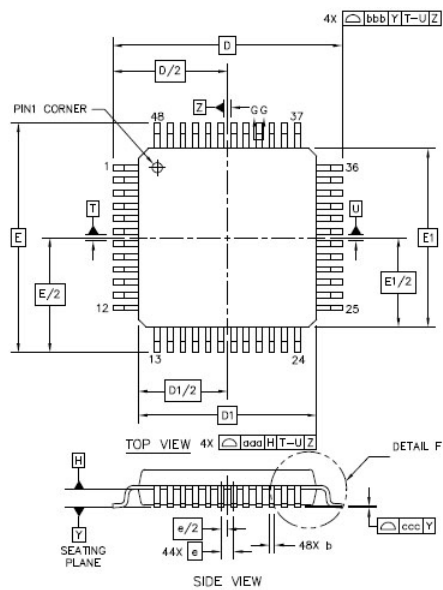 4X ⌓ bbb Y T-U Z
D
D/2
Z
G G
PIN1 CORNER
48
37
1
36
T
U
E
E1
E/2
E1/2
12
25
13
24
D1/2
D1
TOP VIEW 4X ⌓ aaa H T-U Z
DETAIL F
H
Y
SEATING
PLANE
e/2
44X e
48X b
⌓ ccc Y
SIDE VIEW